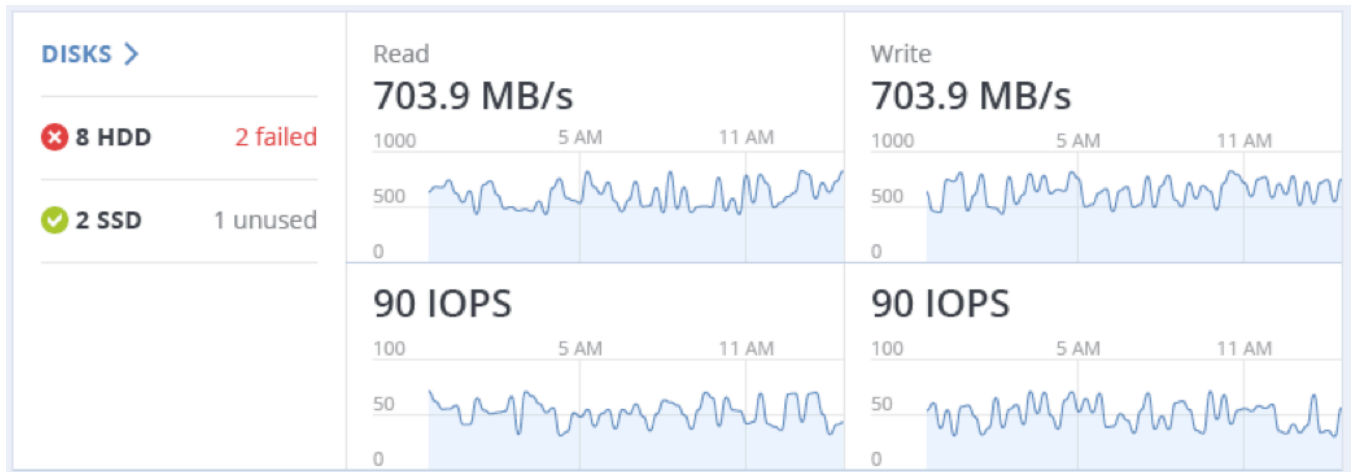 DISKS >
8 HDD 2 failed
2 SSD 1 unused
Read
703.9 MB/s
1000 5 AM 11 AM
500
0
Write
703.9 MB/s
1000 5 AM 11 AM
500
0
90 IOPS
100 5 AM 11 AM
50
0
90 IOPS
100 5 AM 11 AM
50
0